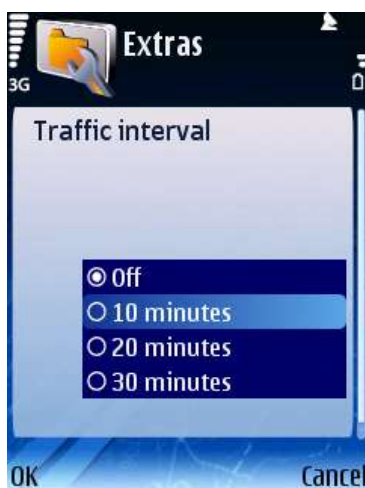 Extras
3G
Traffic interval
Off
10 minutes
20 minutes
30 minutes
OK Cancel